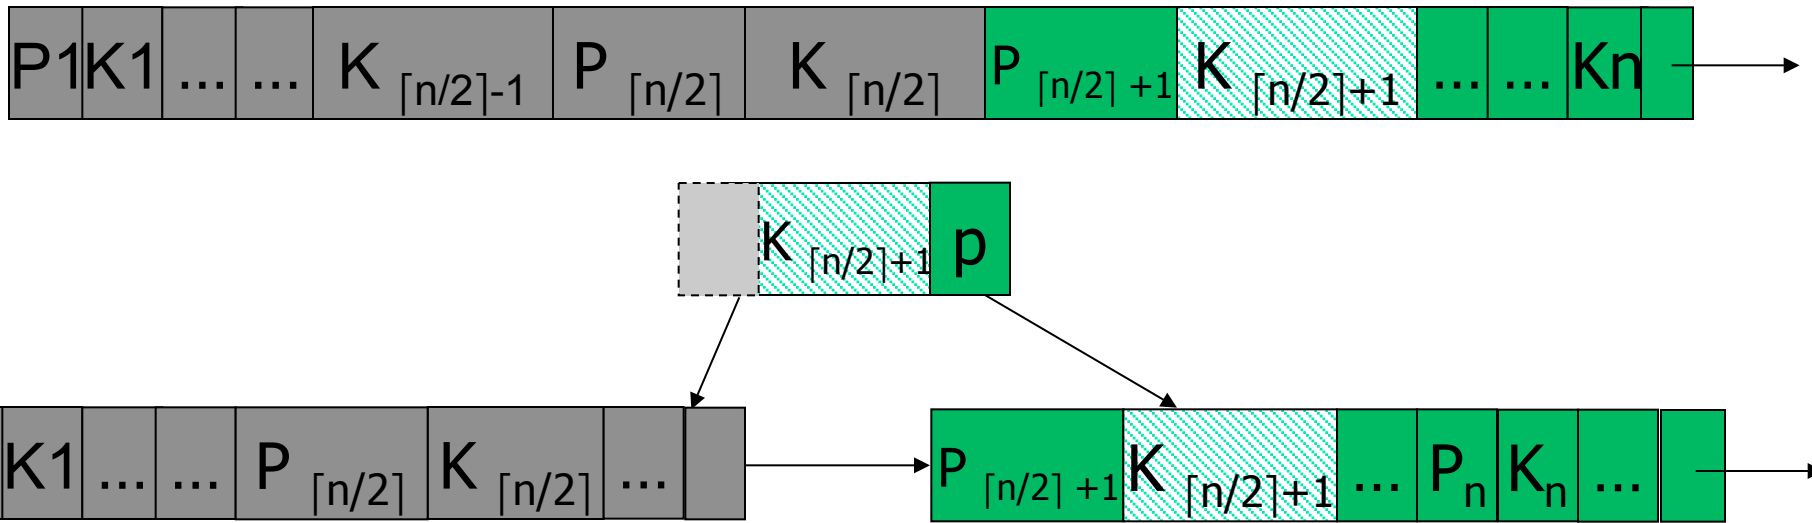 P1 K1 ... ... K ⌈n/2⌉-1 P ⌈n/2⌉ K ⌈n/2⌉ P ⌈n/2⌉ +1 K ⌈n/2⌉+1 ... ... Kn
K ⌈n/2⌉+1 p
K1 ... ... P ⌈n/2⌉ K ⌈n/2⌉ ... P ⌈n/2⌉ +1 K ⌈n/2⌉+1 ... Pn Kn ...